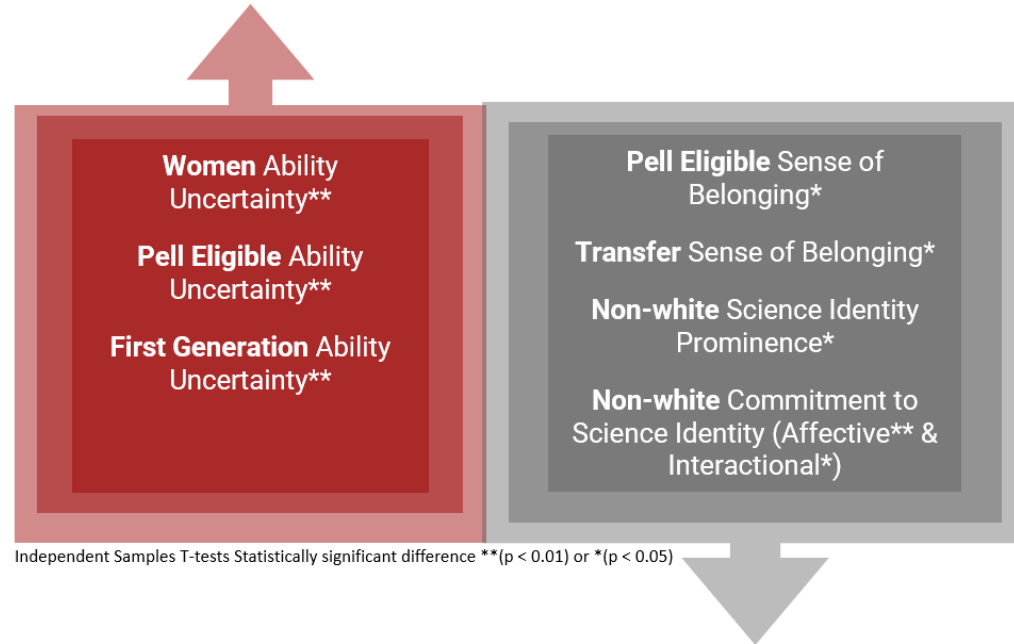 Women Ability
Uncertainty**
Pell Eligible Ability
Uncertainty**
First Generation Ability
Uncertainty**
Pell Eligible Sense of
Belonging*
Transfer Sense of Belonging*
Non-white Science Identity
Prominence*
Non-white Commitment to
Science Identity (Affective** &
Interactional*)
Independent Samples T-tests Statistically significant difference **(p < 0.01) or *(p < 0.05)